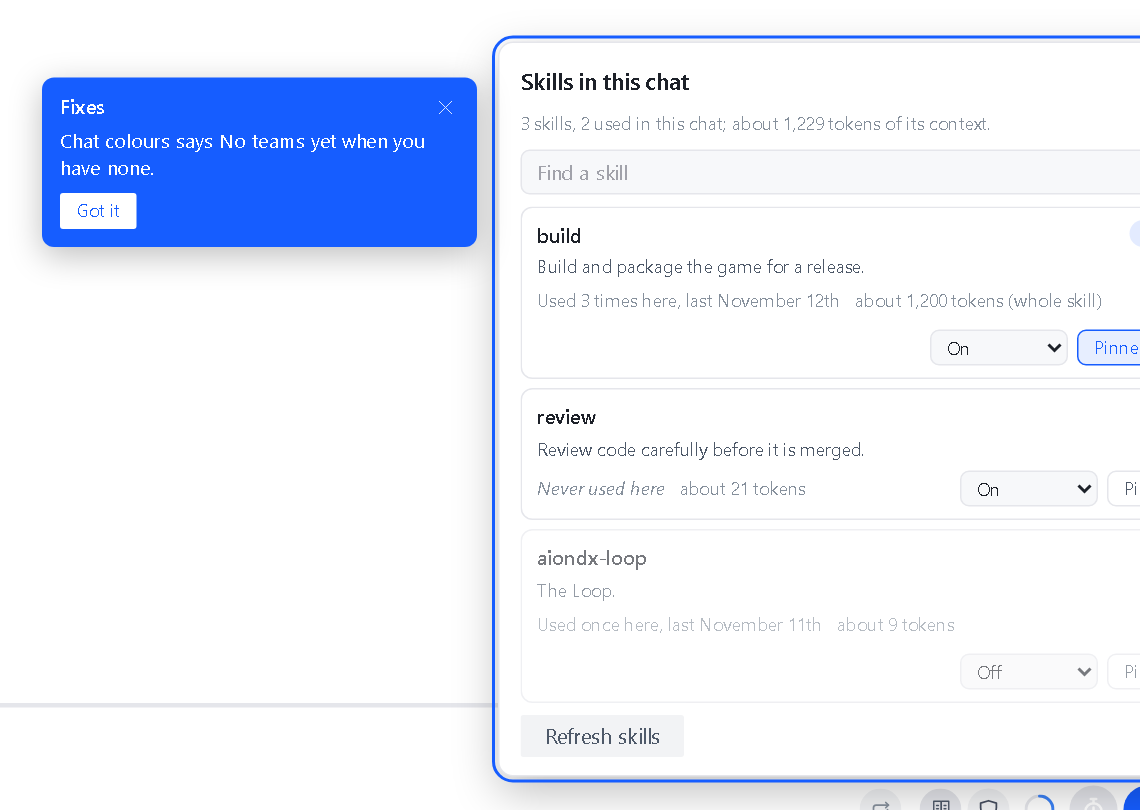 Fixes
Chat colours says No teams yet when you
have none.
Got it
Skills in this chat
3 skills, 2 used in this chat; about 1,229 tokens of its context.
Find a skill
build
Build and package the game for a release.
Used 3 times here, last November 12th about 1,200 tokens (whole skill)
On Pinne
review
Review code carefully before it is merged.
Never used here about 21 tokens On Pi
aiondx-loop
The Loop.
Used once here, last November 11th about 9 tokens
Off Pi
Refresh skills